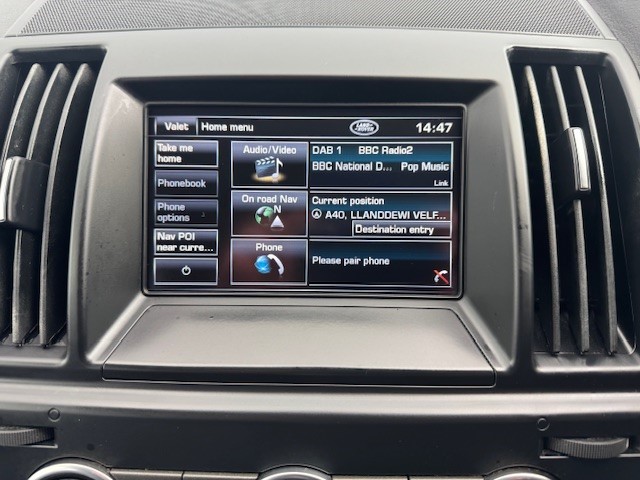 Valet
Home menu
LAND ROVER
14:47
Take me
home
Phonebook
Phone
options
Nav POI
near curre...
Audio/Video
DAB 1 BBC Radio2
BBC National D... Pop Music
Link
On road Nav
N
Current position
A40, LLANDDEWI VELF...
Destination entry
Phone
Please pair phone